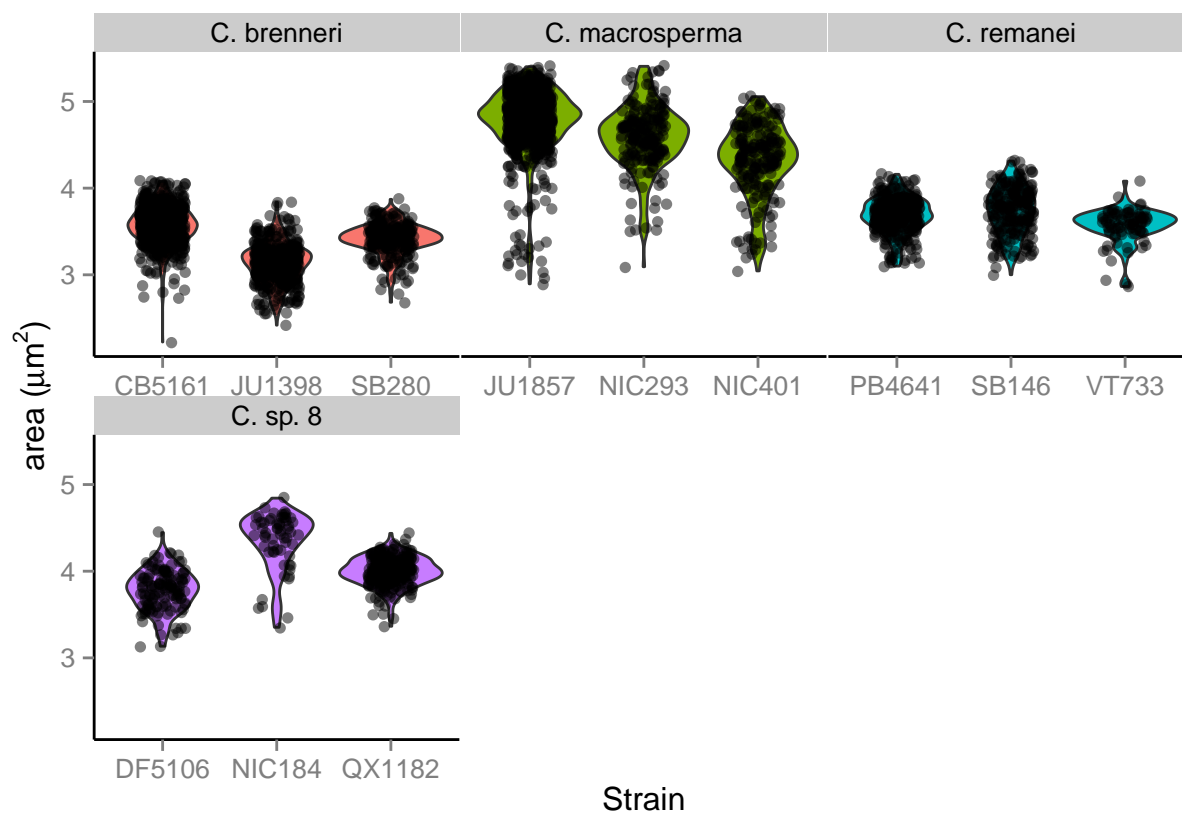 C. brenneri C. macrosperma C. remanei
5
4
3
CB5161 JU1398 SB280 JU1857 NIC293 NIC401 PB4641 SB146 VT733
area (μm²)
C. sp. 8
5
4
3
DF5106 NIC184 QX1182
Strain